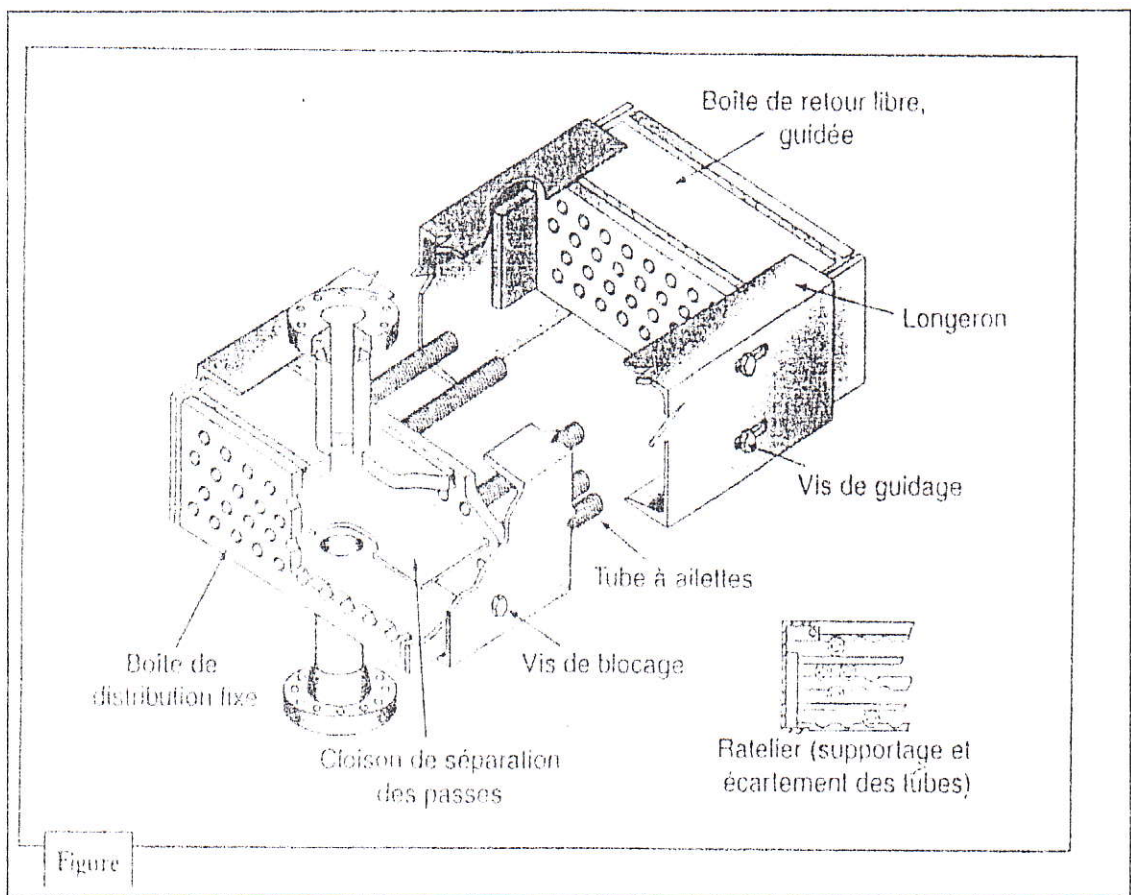 Boîte de retour libre,
guidée
Longeron
Vis de guidage
Tube à ailettes
Boîte de
distribution fixe
Vis de blocage
Cloison de séparation
des passes
Ratelier (supportage et
écartement des tubes)
Figure